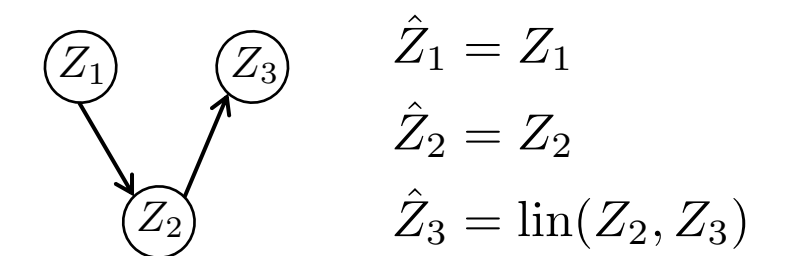 Z₁
Z₃
Z₂
Ẑ₁ = Z₁
Ẑ₂ = Z₂
Ẑ₃ = lin(Z₂, Z₃)